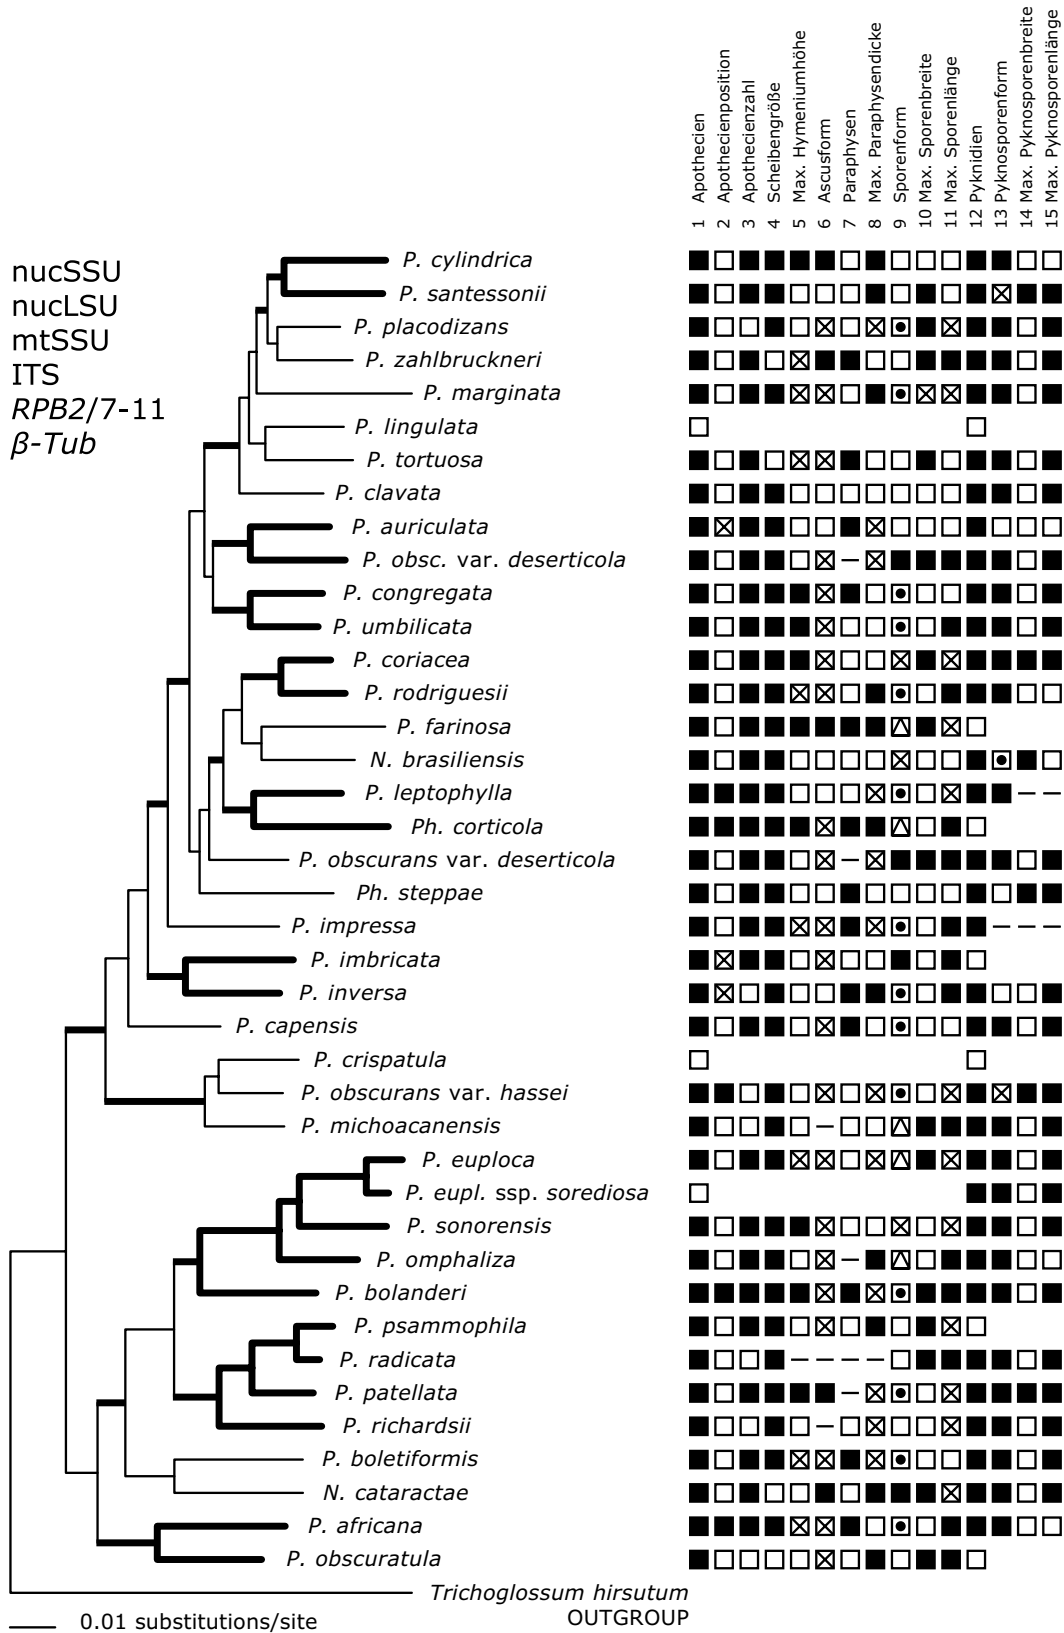 1 Apothecien
2 Apothecienposition
3 Apothecienzahl
4 Scheibengröße
5 Max. Hymeniumhöhe
6 Ascusform
7 Paraphysen
8 Max. Paraphysendicke
9 Sporenform
10 Max. Sporenbreite
11 Max. Sporenlänge
12 Pyknidien
13 Pyknosporenform
14 Max. Pyknosporenbreite
15 Max. Pyknosporenlänge
nucSSU
nucLSU
mtSSU
ITS
RPB2/7-11
β-Tub
P. cylindrica
P. santessonii
P. placodizans
P. zahlbruckneri
P. marginata
P. lingulata
P. tortuosa
P. clavata
P. auriculata
P. obsc. var. deserticola
P. congregata
P. umbilicata
P. coriacea
P. rodriguesii
P. farinosa
N. brasiliensis
P. leptophylla
Ph. corticola
P. obscurans var. deserticola
Ph. steppae
P. impressa
P. imbricata
P. inversa
P. capensis
P. crispatula
P. obscurans var. hassei
P. michoacanensis
P. euploca
P. eupl. ssp. sorediosa
P. sonorensis
P. omphaliza
P. bolanderi
P. psammophila
P. radicata
P. patellata
P. richardsii
P. boletiformis
N. cataractae
P. africana
P. obscuratula
Trichoglossum hirsutum
OUTGROUP
0.01 substitutions/site